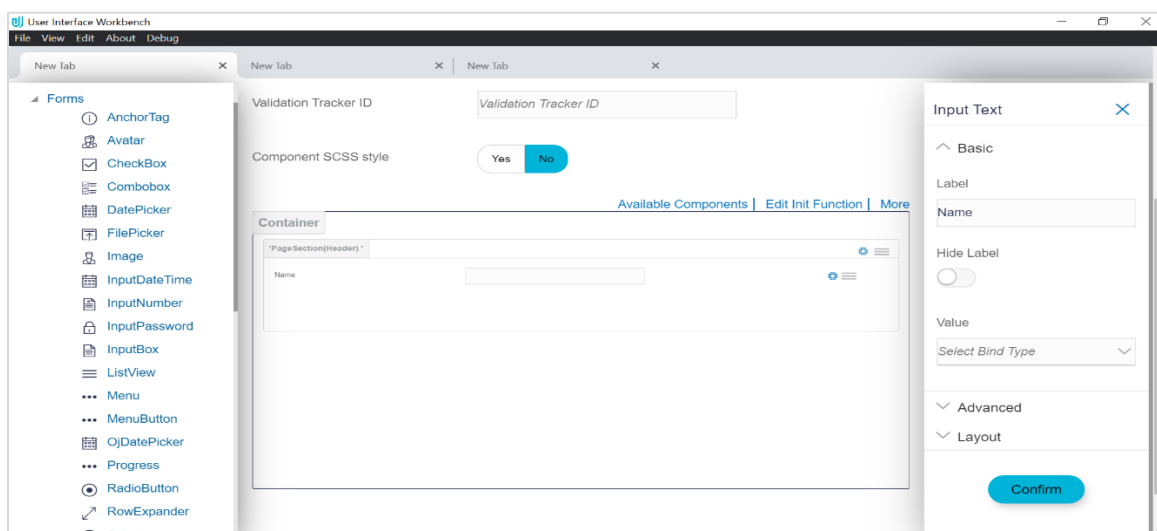 User Interface Workbench
File View Edit About Debug
New Tab
New Tab
New Tab
Forms
AnchorTag
Avatar
CheckBox
Combobox
DatePicker
FilePicker
Image
InputDateTime
InputNumber
InputPassword
InputBox
ListView
Menu
MenuButton
OjDatePicker
Progress
RadioButton
RowExpander
Validation Tracker ID
Validation Tracker ID
Component SCSS style
Yes No
Available Components | Edit Init Function | More
Container
'PageSection(Header) '
Name
Input Text
Basic
Label
Name
Hide Label
Value
Select Bind Type
Advanced
Layout
Confirm